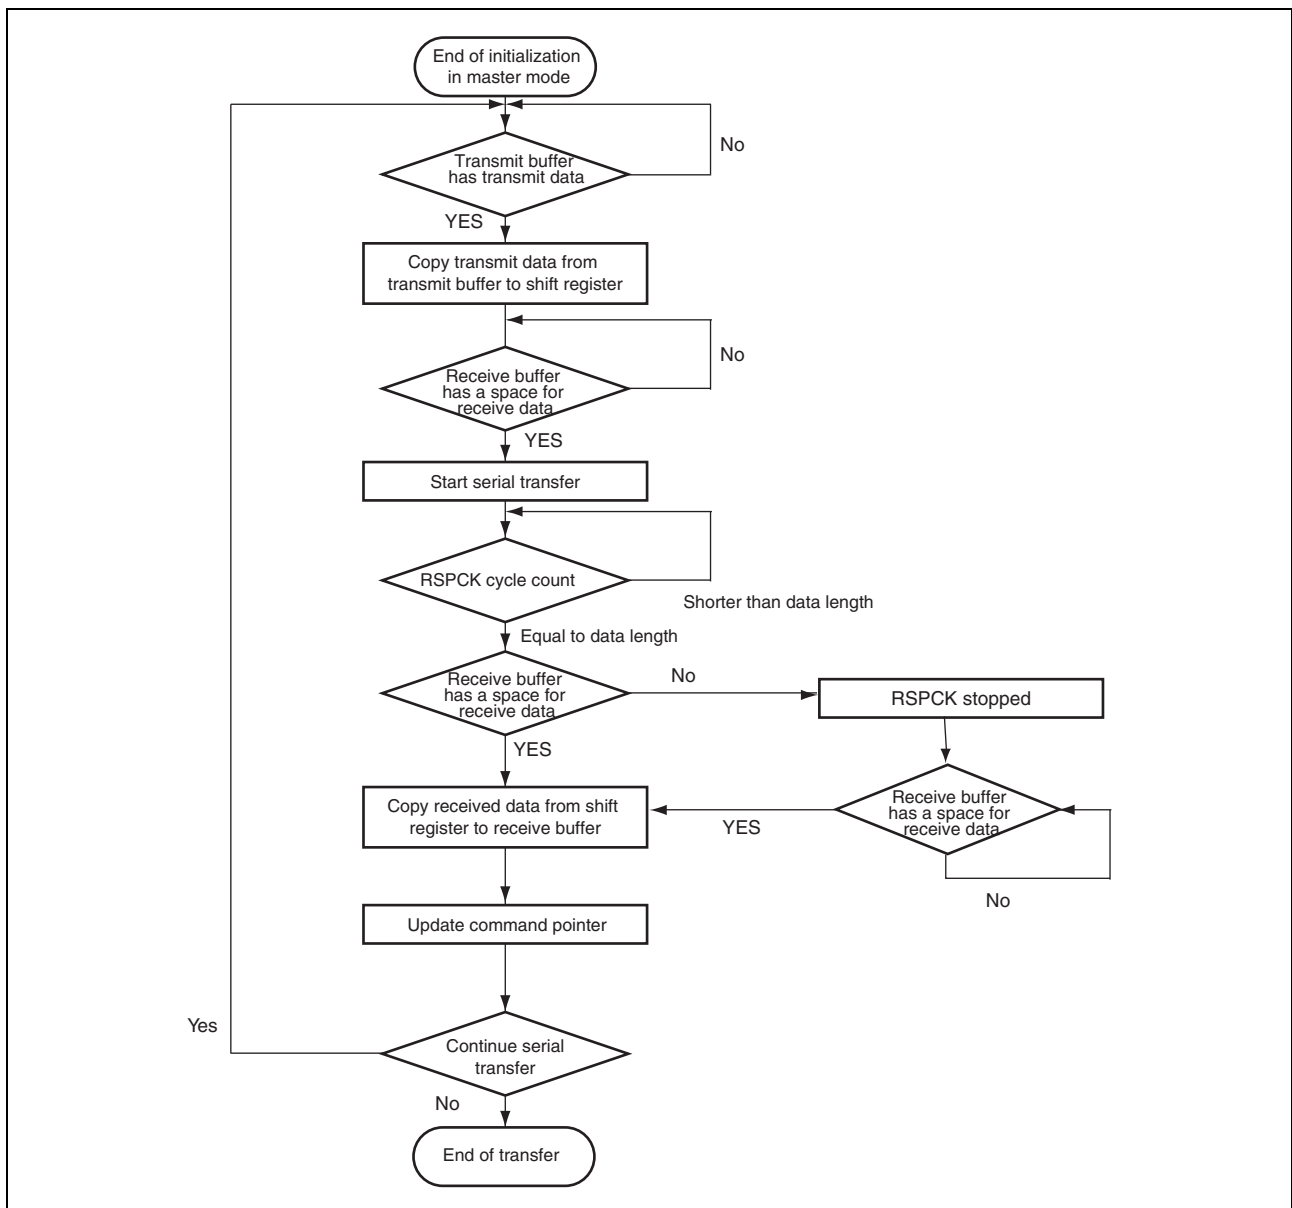 End of initialization
in master mode
No
Transmit buffer
has transmit data
YES
Copy transmit data from
transmit buffer to shift register
No
Receive buffer
has a space for
receive data
YES
Start serial transfer
RSPCK cycle count
Shorter than data length
Equal to data length
Receive buffer
has a space for
receive data
No
RSPCK stopped
YES
Copy received data from shift
register to receive buffer
YES
Receive buffer
has a space for
receive data
No
Update command pointer
Yes
Continue serial
transfer
No
End of transfer